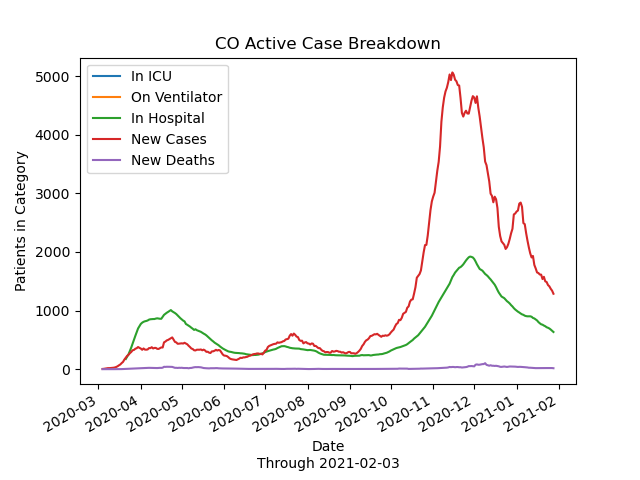 CO Active Case Breakdown
In ICU
On Ventilator
In Hospital
New Cases
New Deaths
Patients in Category
5000
4000
3000
2000
1000
0
2020-03
2020-04
2020-05
2020-06
2020-07
2020-08
2020-09
2020-10
2020-11
2020-12
2021-01
2021-02
Date
Through 2021-02-03